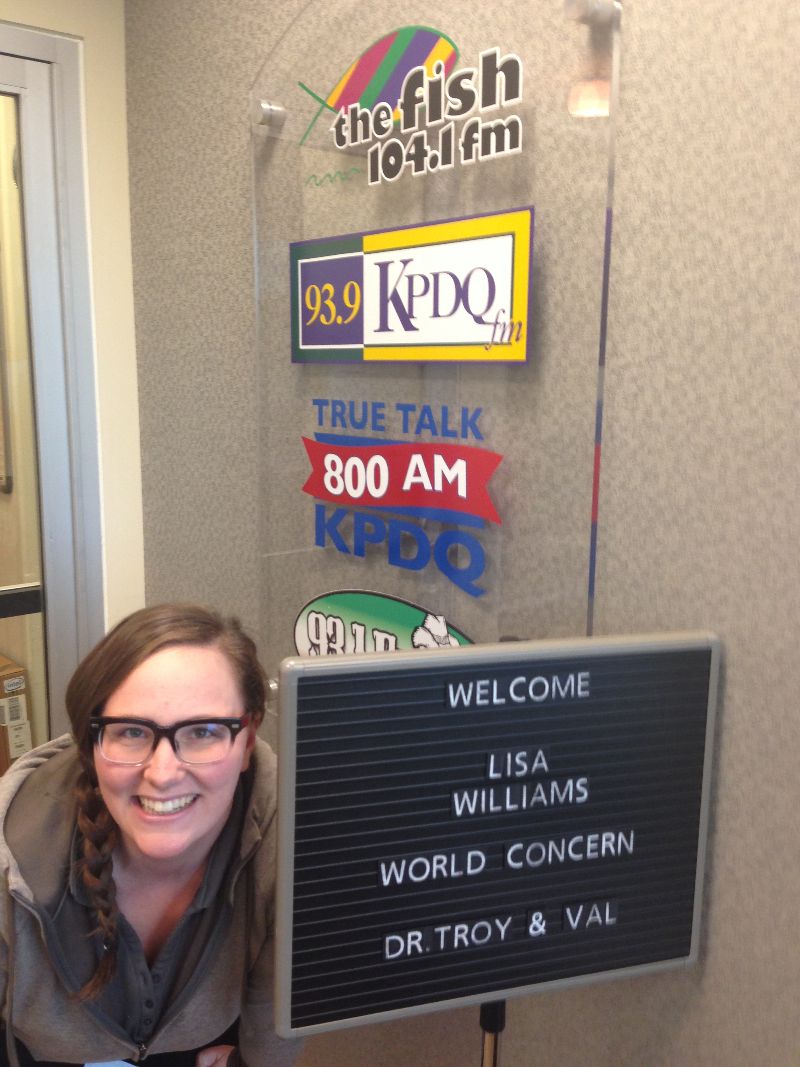 the fish
104.1 fm
93.9 KPDQ fm
TRUE TALK
800 AM
KPDQ
WELCOME
LISA
WILLIAMS
WORLD CONCERN
DR. TROY & VAL